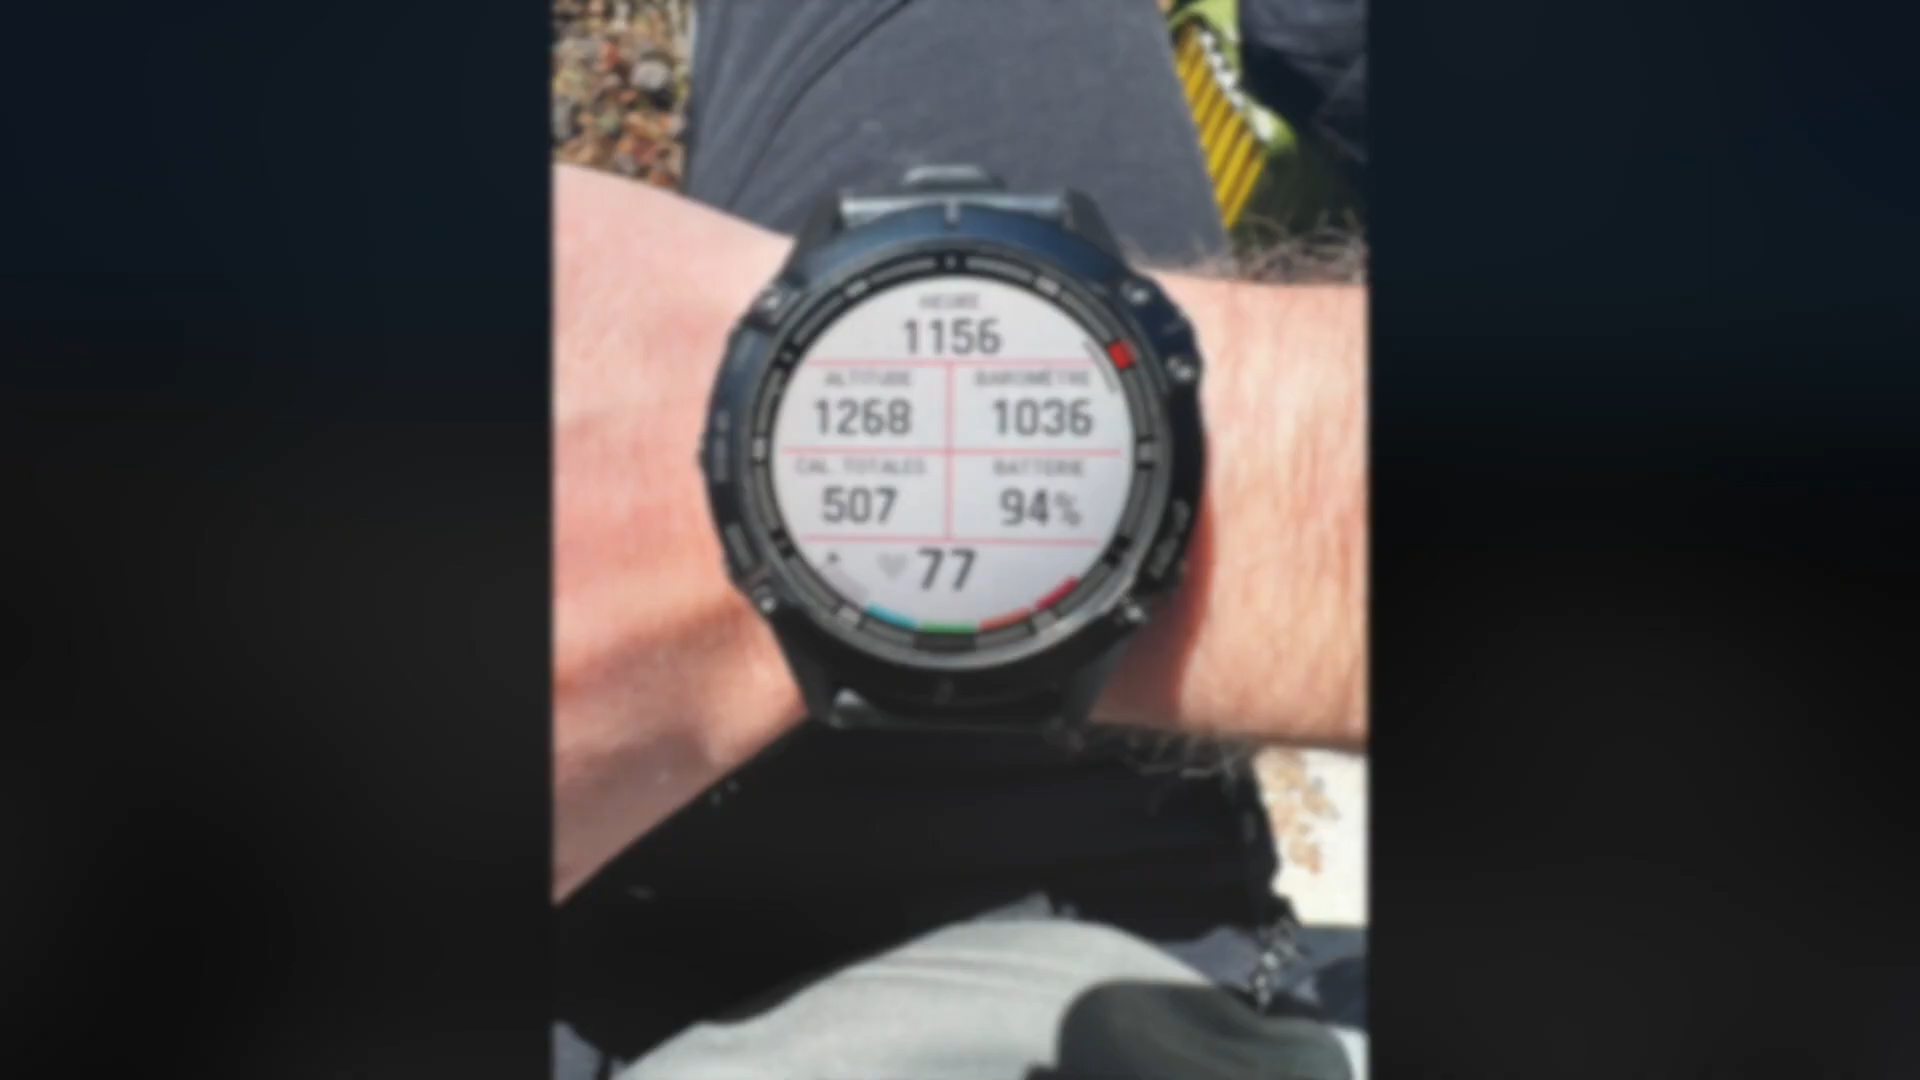 HEURE
1156
ALTITUDE BAROMÈTRE
1268 1036
CAL. TOTALES BATTERIE
507 94%
77